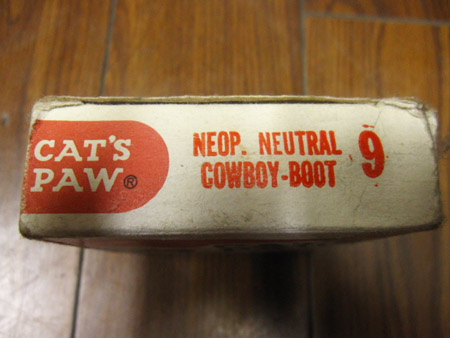 CAT'S
PAW®
NEOP. NEUTRAL
COWBOY-BOOT
9